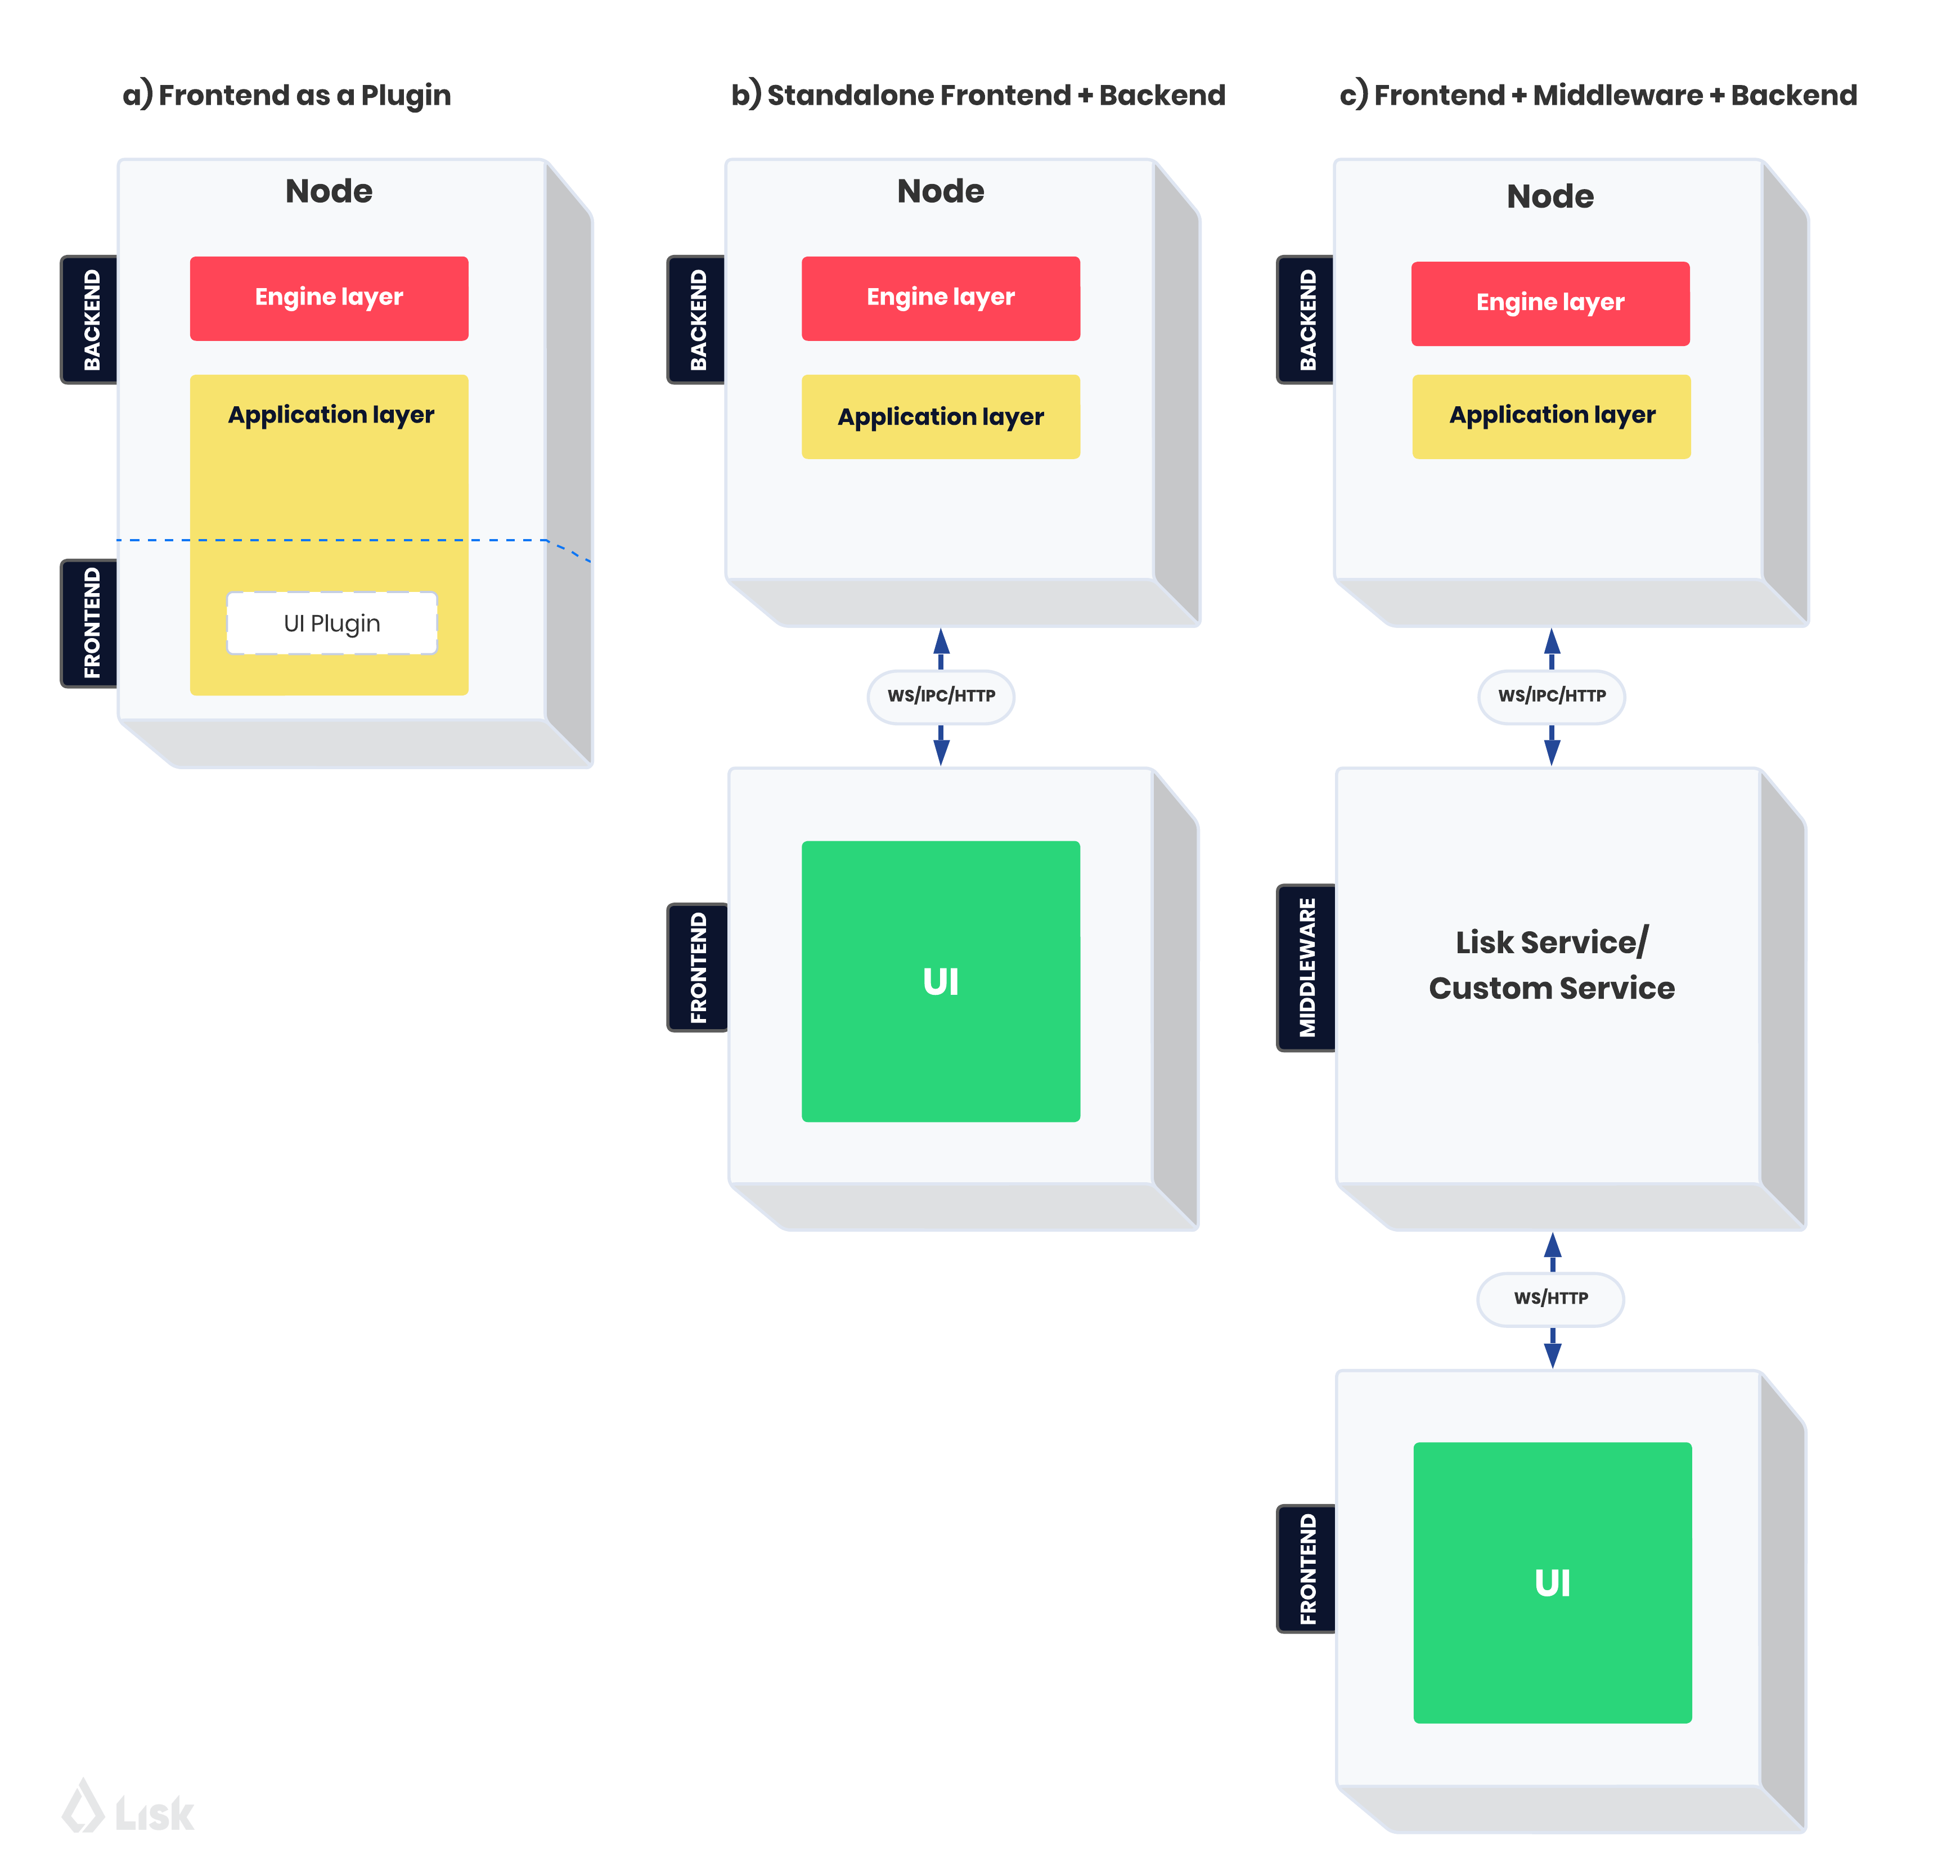 a) Frontend as a Plugin
Node
BACKEND
Engine layer
Application layer
FRONTEND
UI Plugin
b) Standalone Frontend + Backend
Node
BACKEND
Engine layer
Application layer
WS/IPC/HTTP
FRONTEND
UI
c) Frontend + Middleware + Backend
Node
BACKEND
Engine layer
Application layer
WS/IPC/HTTP
MIDDLEWARE
Lisk Service/
Custom Service
WS/HTTP
FRONTEND
UI
Lisk